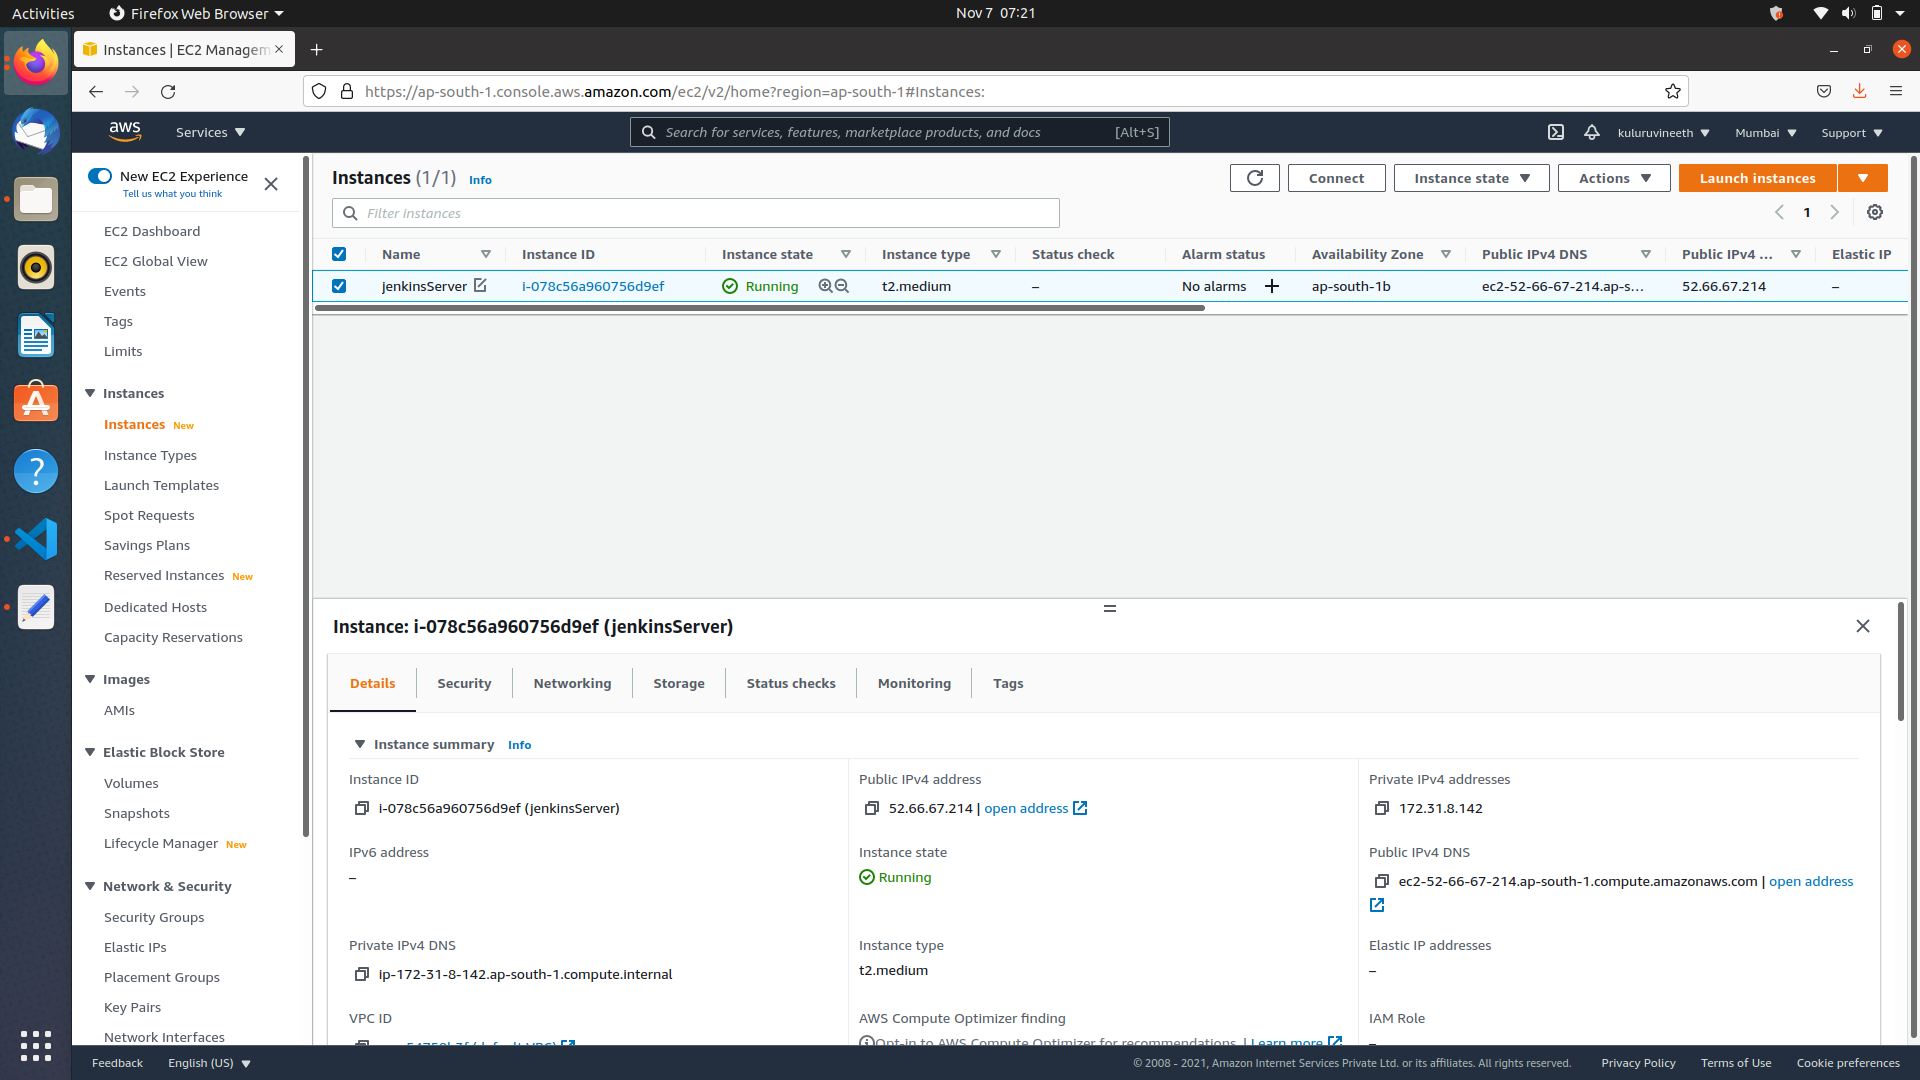 Activities
Firefox Web Browser
Nov 7 07:21
Instances | EC2 Managem
https://ap-south-1.console.aws.amazon.com/ec2/v2/home?region=ap-south-1#Instances:
aws
Services
Search for services, features, marketplace products, and docs [Alt+S]
kuluruvineeth
Mumbai
Support
New EC2 Experience
Tell us what you think
EC2 Dashboard
EC2 Global View
Events
Tags
Limits
Instances
Instances New
Instance Types
Launch Templates
Spot Requests
Savings Plans
Reserved Instances New
Dedicated Hosts
Capacity Reservations
Images
AMIs
Elastic Block Store
Volumes
Snapshots
Lifecycle Manager New
Network & Security
Security Groups
Elastic IPs
Placement Groups
Key Pairs
Network Interfaces
Instances (1/1) Info
Connect
Instance state
Actions
Launch instances
Filter instances
1
Name Instance ID Instance state Instance type Status check Alarm status Availability Zone Public IPv4 DNS Public IPv4 ... Elastic IP
jenkinsServer i-078c56a960756d9ef Running t2.medium – No alarms + ap-south-1b ec2-52-66-67-214.ap-s... 52.66.67.214 –
Instance: i-078c56a960756d9ef (jenkinsServer)
Details
Security
Networking
Storage
Status checks
Monitoring
Tags
Instance summary Info
Instance ID
i-078c56a960756d9ef (jenkinsServer)
Public IPv4 address
52.66.67.214 | open address
Private IPv4 addresses
172.31.8.142
IPv6 address
–
Instance state
Running
Public IPv4 DNS
ec2-52-66-67-214.ap-south-1.compute.amazonaws.com | open address
Private IPv4 DNS
ip-172-31-8-142.ap-south-1.compute.internal
Instance type
t2.medium
Elastic IP addresses
–
VPC ID
AWS Compute Optimizer finding
Opt-in to AWS Compute Optimizer for recommendations. | Learn more
IAM Role
–
Feedback
English (US)
© 2008 - 2021, Amazon Internet Services Private Ltd. or its affiliates. All rights reserved.
Privacy Policy
Terms of Use
Cookie preferences